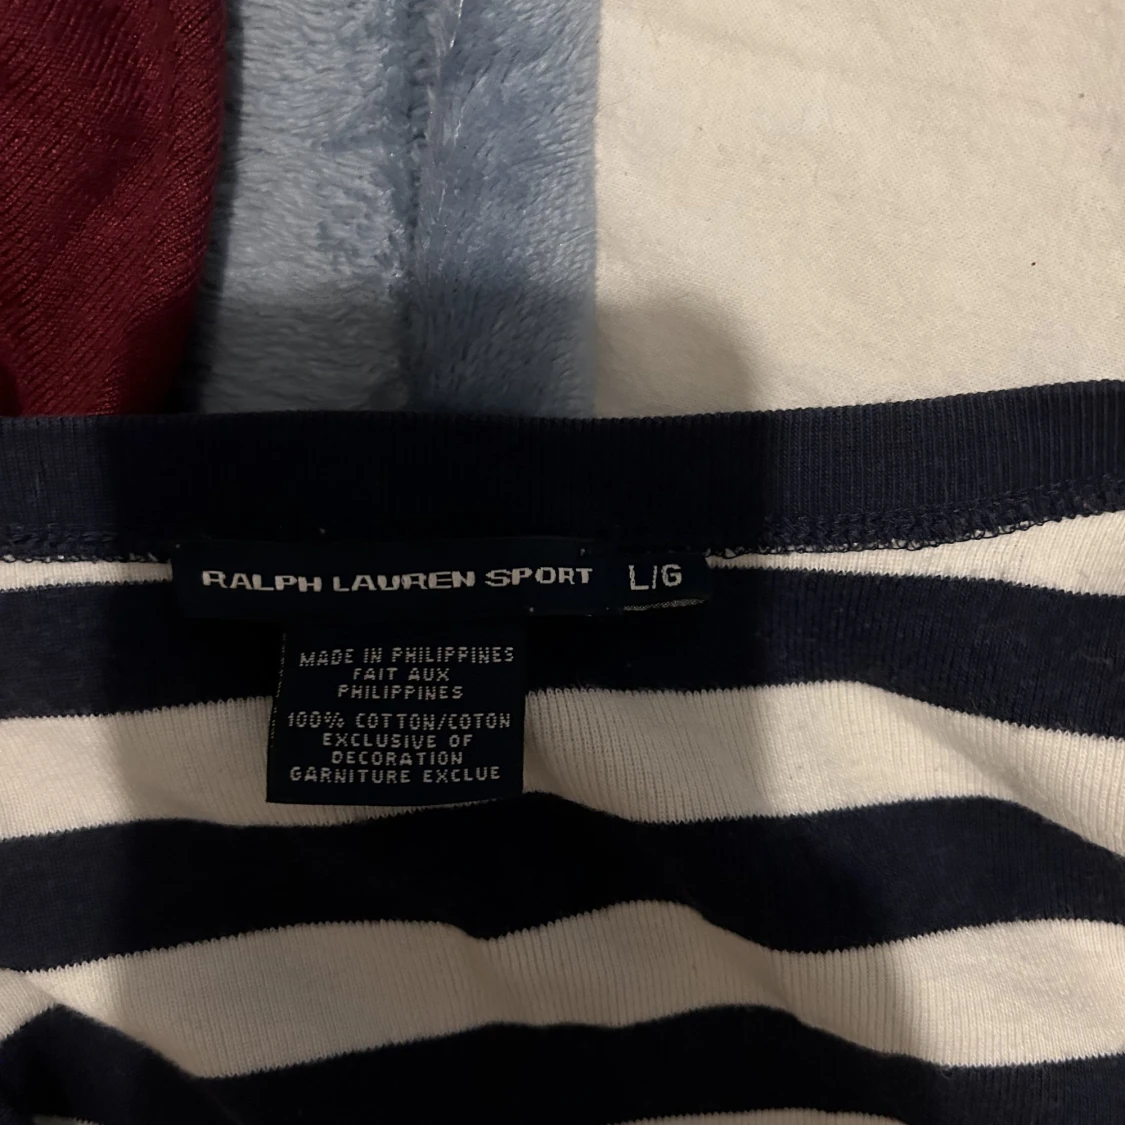 RALPH LAUREN SPORT L/G
MADE IN PHILIPPINES
FAIT AUX
PHILIPPINES
100% COTTON/COTON
EXCLUSIVE OF
DECORATION
GARNITURE EXCLUE